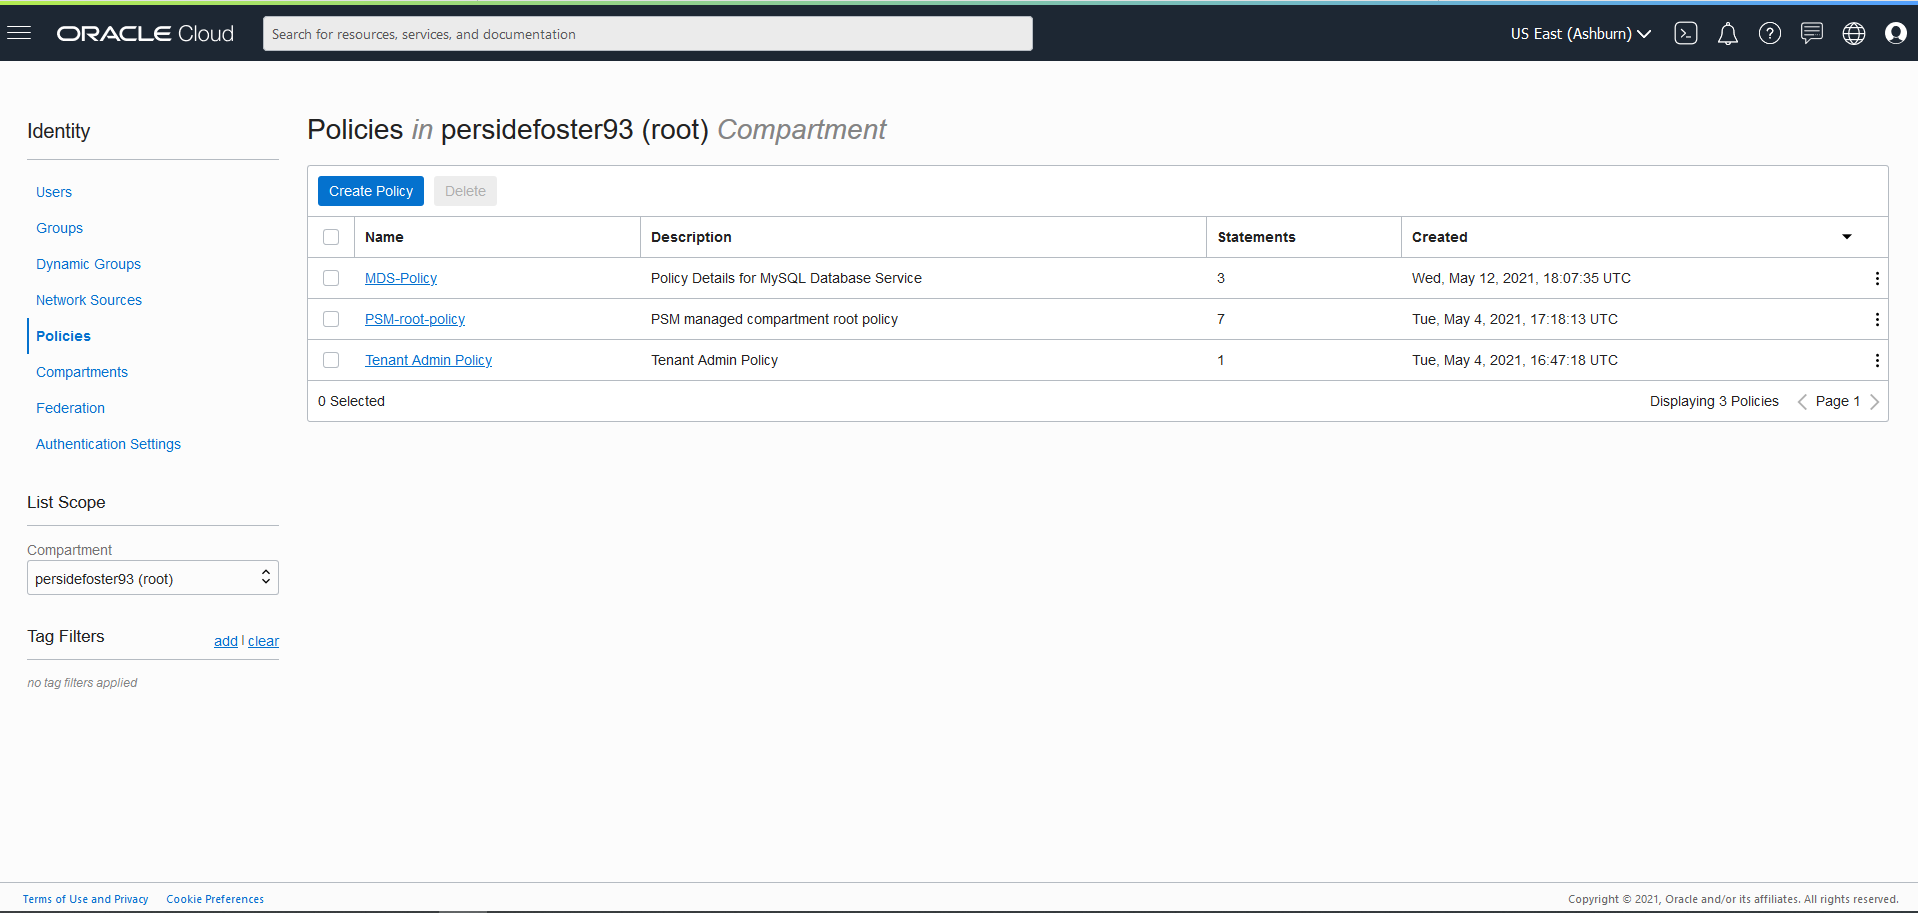 ORACLE Cloud
Search for resources, services, and documentation
US East (Ashburn)
Identity
Users
Groups
Dynamic Groups
Network Sources
Policies
Compartments
Federation
Authentication Settings
List Scope
Compartment
persidefoster93 (root)
Tag Filters
add | clear
no tag filters applied
Policies in persidefoster93 (root) Compartment
Create Policy Delete
Name Description Statements Created
MDS-Policy Policy Details for MySQL Database Service 3 Wed, May 12, 2021, 18:07:35 UTC
PSM-root-policy PSM managed compartment root policy 7 Tue, May 4, 2021, 17:18:13 UTC
Tenant Admin Policy Tenant Admin Policy 1 Tue, May 4, 2021, 16:47:18 UTC
0 Selected Displaying 3 Policies Page 1
Terms of Use and Privacy Cookie Preferences Copyright © 2021, Oracle and/or its affiliates. All rights reserved.